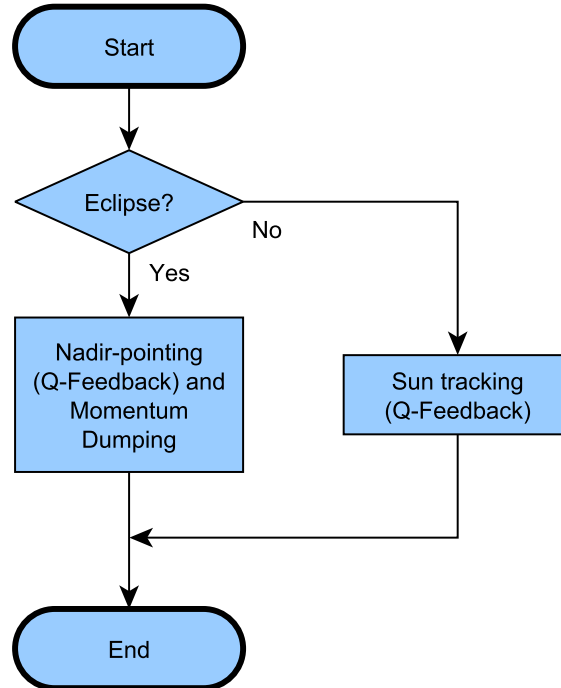 Start
Eclipse?
No
Yes
Nadir-pointing
(Q-Feedback) and
Momentum
Dumping
Sun tracking
(Q-Feedback)
End